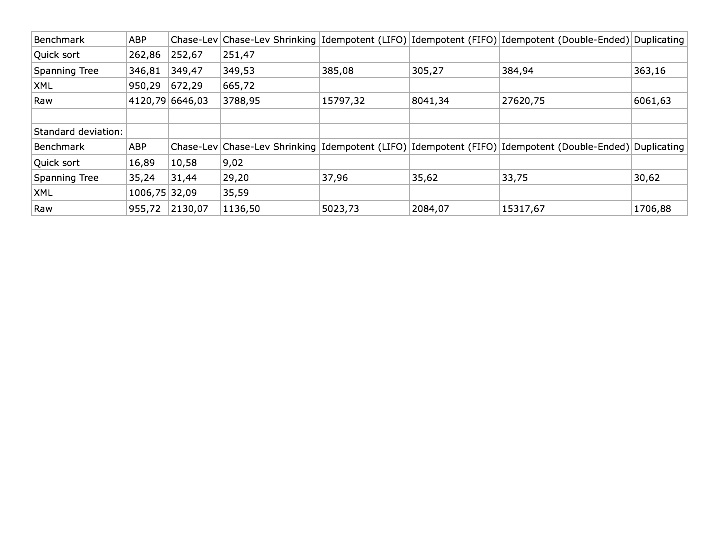 Benchmark ABP Chase-Lev Chase-Lev Shrinking Idempotent (LIFO) Idempotent (FIFO) Idempotent (Double-Ended) Duplicating
Quick sort 262,86 252,67 251,47
Spanning Tree 346,81 349,47 349,53 385,08 305,27 384,94 363,16
XML 950,29 672,29 665,72
Raw 4120,79 6646,03 3788,95 15797,32 8041,34 27620,75 6061,63
Standard deviation:
Benchmark ABP Chase-Lev Chase-Lev Shrinking Idempotent (LIFO) Idempotent (FIFO) Idempotent (Double-Ended) Duplicating
Quick sort 16,89 10,58 9,02
Spanning Tree 35,24 31,44 29,20 37,96 35,62 33,75 30,62
XML 1006,75 32,09 35,59
Raw 955,72 2130,07 1136,50 5023,73 2084,07 15317,67 1706,88